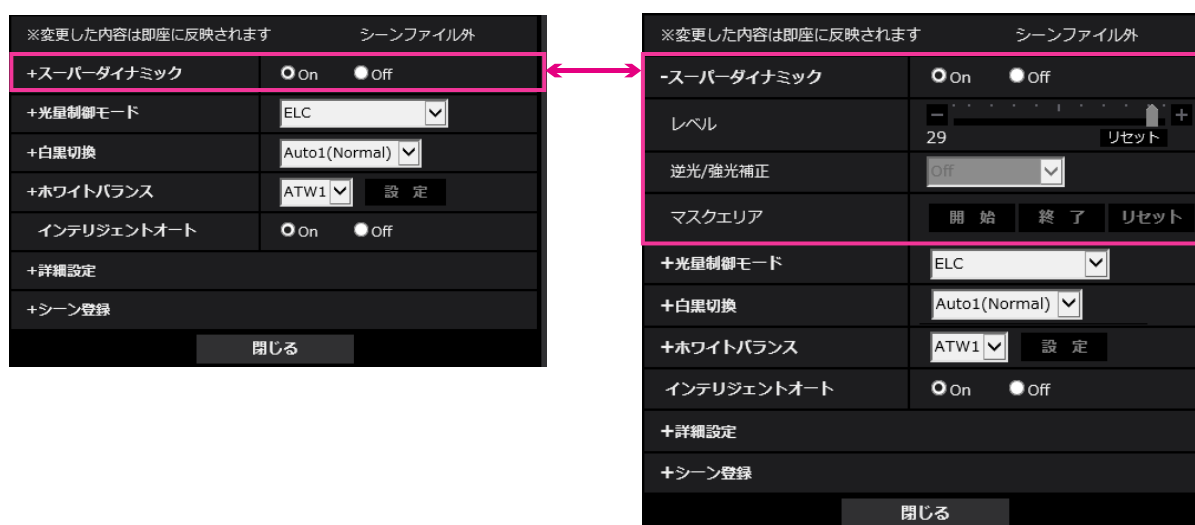 ※変更した内容は即座に反映されます シーンファイル外
+スーパーダイナミック On Off
+光量制御モード ELC
+白黒切換 Auto1(Normal)
+ホワイトバランス ATW1 設 定
インテリジェントオート On Off
+詳細設定
+シーン登録
閉じる
※変更した内容は即座に反映されます シーンファイル外
-スーパーダイナミック On Off
レベル - +
29 リセット
逆光/強光補正 Off
マスクエリア 開 始 終 了 リセット
+光量制御モード ELC
+白黒切換 Auto1(Normal)
+ホワイトバランス ATW1 設 定
インテリジェントオート On Off
+詳細設定
+シーン登録
閉じる